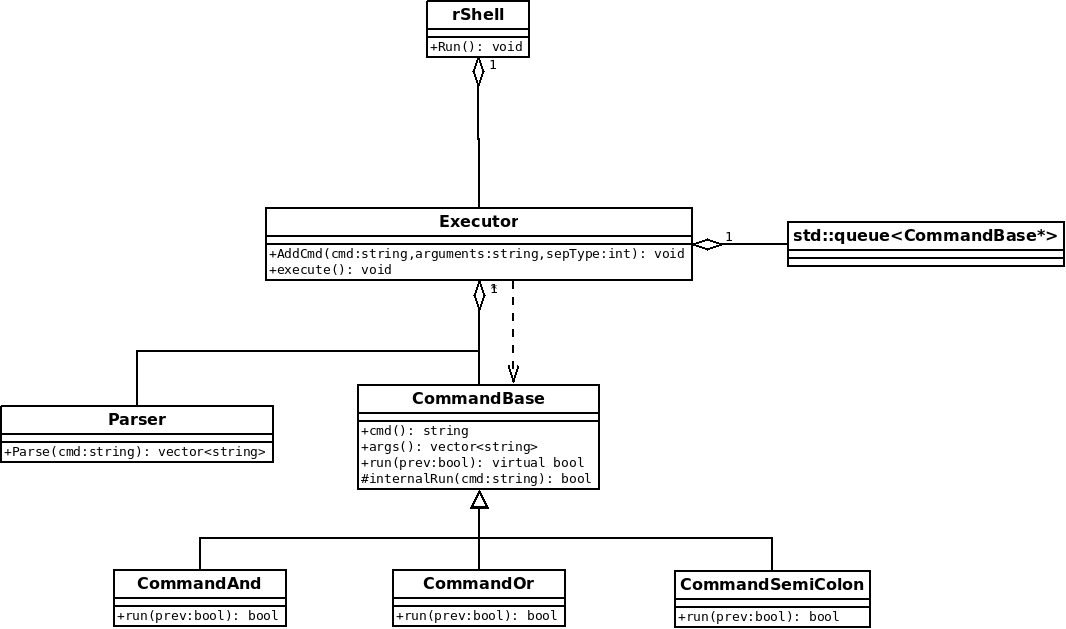 rShell
+Run(): void
1
Executor
+AddCmd(cmd:string,arguments:string,sepType:int): void
+execute(): void
1
std::queue<CommandBase*>
1
*
CommandBase
+cmd(): string
+args(): vector<string>
+run(prev:bool): virtual bool
#internalRun(cmd:string): bool
Parser
+Parse(cmd:string): vector<string>
CommandAnd
+run(prev:bool): bool
CommandOr
+run(prev:bool): bool
CommandSemiColon
+run(prev:bool): bool